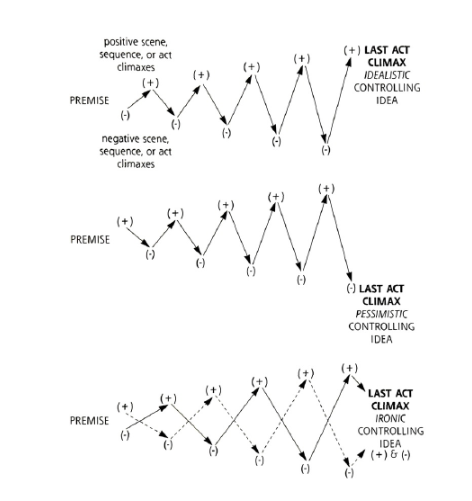 positive scene,
sequence, or act
climaxes
(+) LAST ACT
CLIMAX
IDEALISTIC
CONTROLLING
IDEA
(+) (+) (+) (+)
PREMISE
(-) (-) (-) (-) (-)
negative scene,
sequence, or act
climaxes
(+) (+) (+) (+) (+)
PREMISE
(-) (-) (-) (-)
(-) LAST ACT
CLIMAX
PESSIMISTIC
CONTROLLING
IDEA
(+) (+) (+) (+) (+) (+)
PREMISE
(-) (-) (-) (-) (-) (-)
LAST ACT
CLIMAX
IRONIC
CONTROLLING
IDEA
(+) & (-)